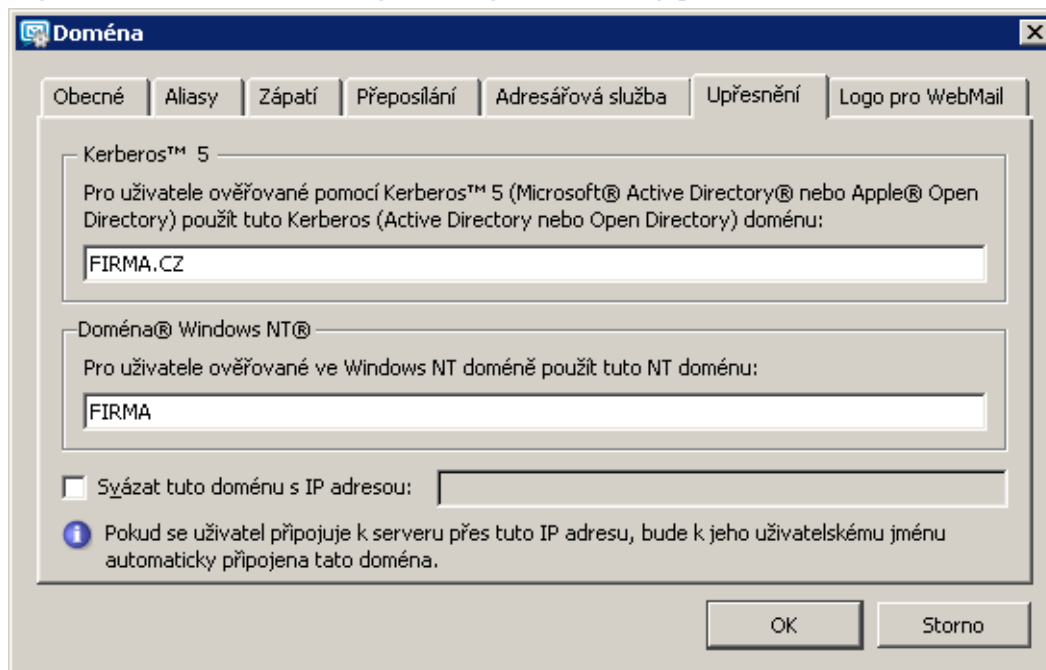 Doména
Obecné Aliasy Zápatí Přeposílání Adresářová služba Upřesnění Logo pro WebMail
Kerberos™ 5
Pro uživatele ověřované pomocí Kerberos™ 5 (Microsoft® Active Directory® nebo Apple® Open
Directory) použít tuto Kerberos (Active Directory nebo Open Directory) doménu:
FIRMA.CZ
Doména® Windows NT®
Pro uživatele ověřované ve Windows NT doméně použít tuto NT doménu:
FIRMA
Svázat tuto doménu s IP adresou:
Pokud se uživatel připojuje k serveru přes tuto IP adresu, bude k jeho uživatelskému jménu
automaticky připojena tato doména.
OK Storno